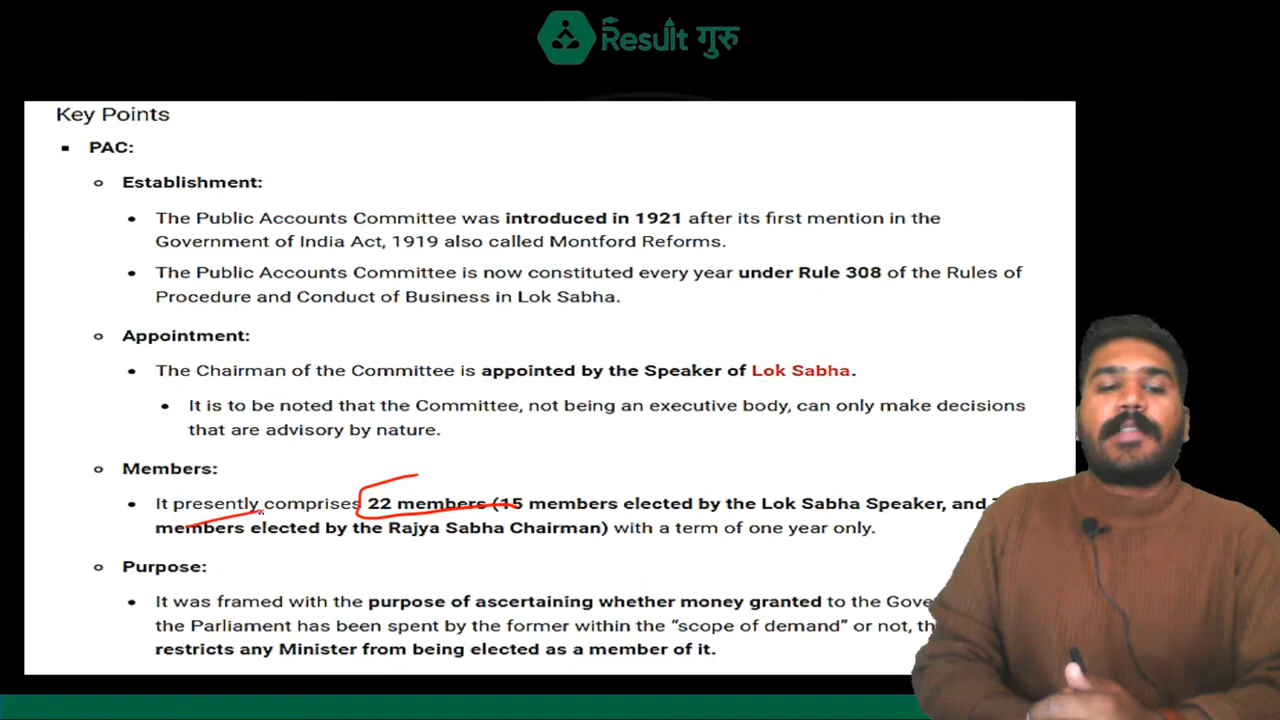 Result गुरु
Key Points
PAC:
Establishment:
The Public Accounts Committee was introduced in 1921 after its first mention in the
Government of India Act, 1919 also called Montford Reforms.
The Public Accounts Committee is now constituted every year under Rule 308 of the Rules of
Procedure and Conduct of Business in Lok Sabha.
Appointment:
The Chairman of the Committee is appointed by the Speaker of Lok Sabha.
It is to be noted that the Committee, not being an executive body, can only make decisions
that are advisory by nature.
Members:
It presently comprises 22 members (15 members elected by the Lok Sabha Speaker, and
members elected by the Rajya Sabha Chairman) with a term of one year only.
Purpose:
It was framed with the purpose of ascertaining whether money granted to the
the Parliament has been spent by the former within the “scope of demand” or not,
restricts any Minister from being elected as a member of it.